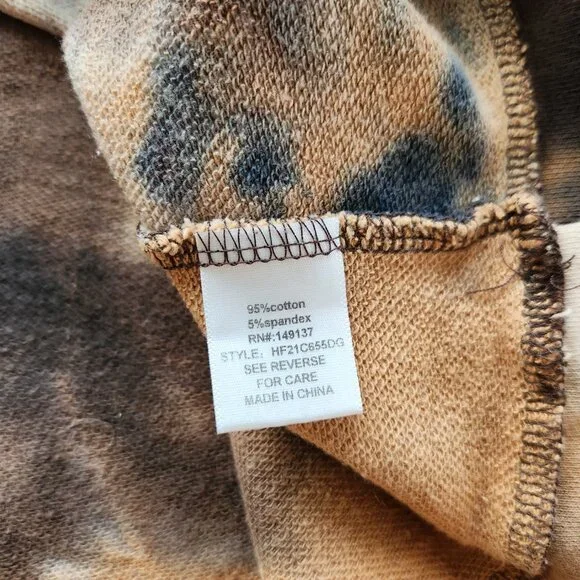 95%cotton
5%spandex
RN#:149137
STYLE: HF21C655DG
SEE REVERSE
FOR CARE
MADE IN CHINA